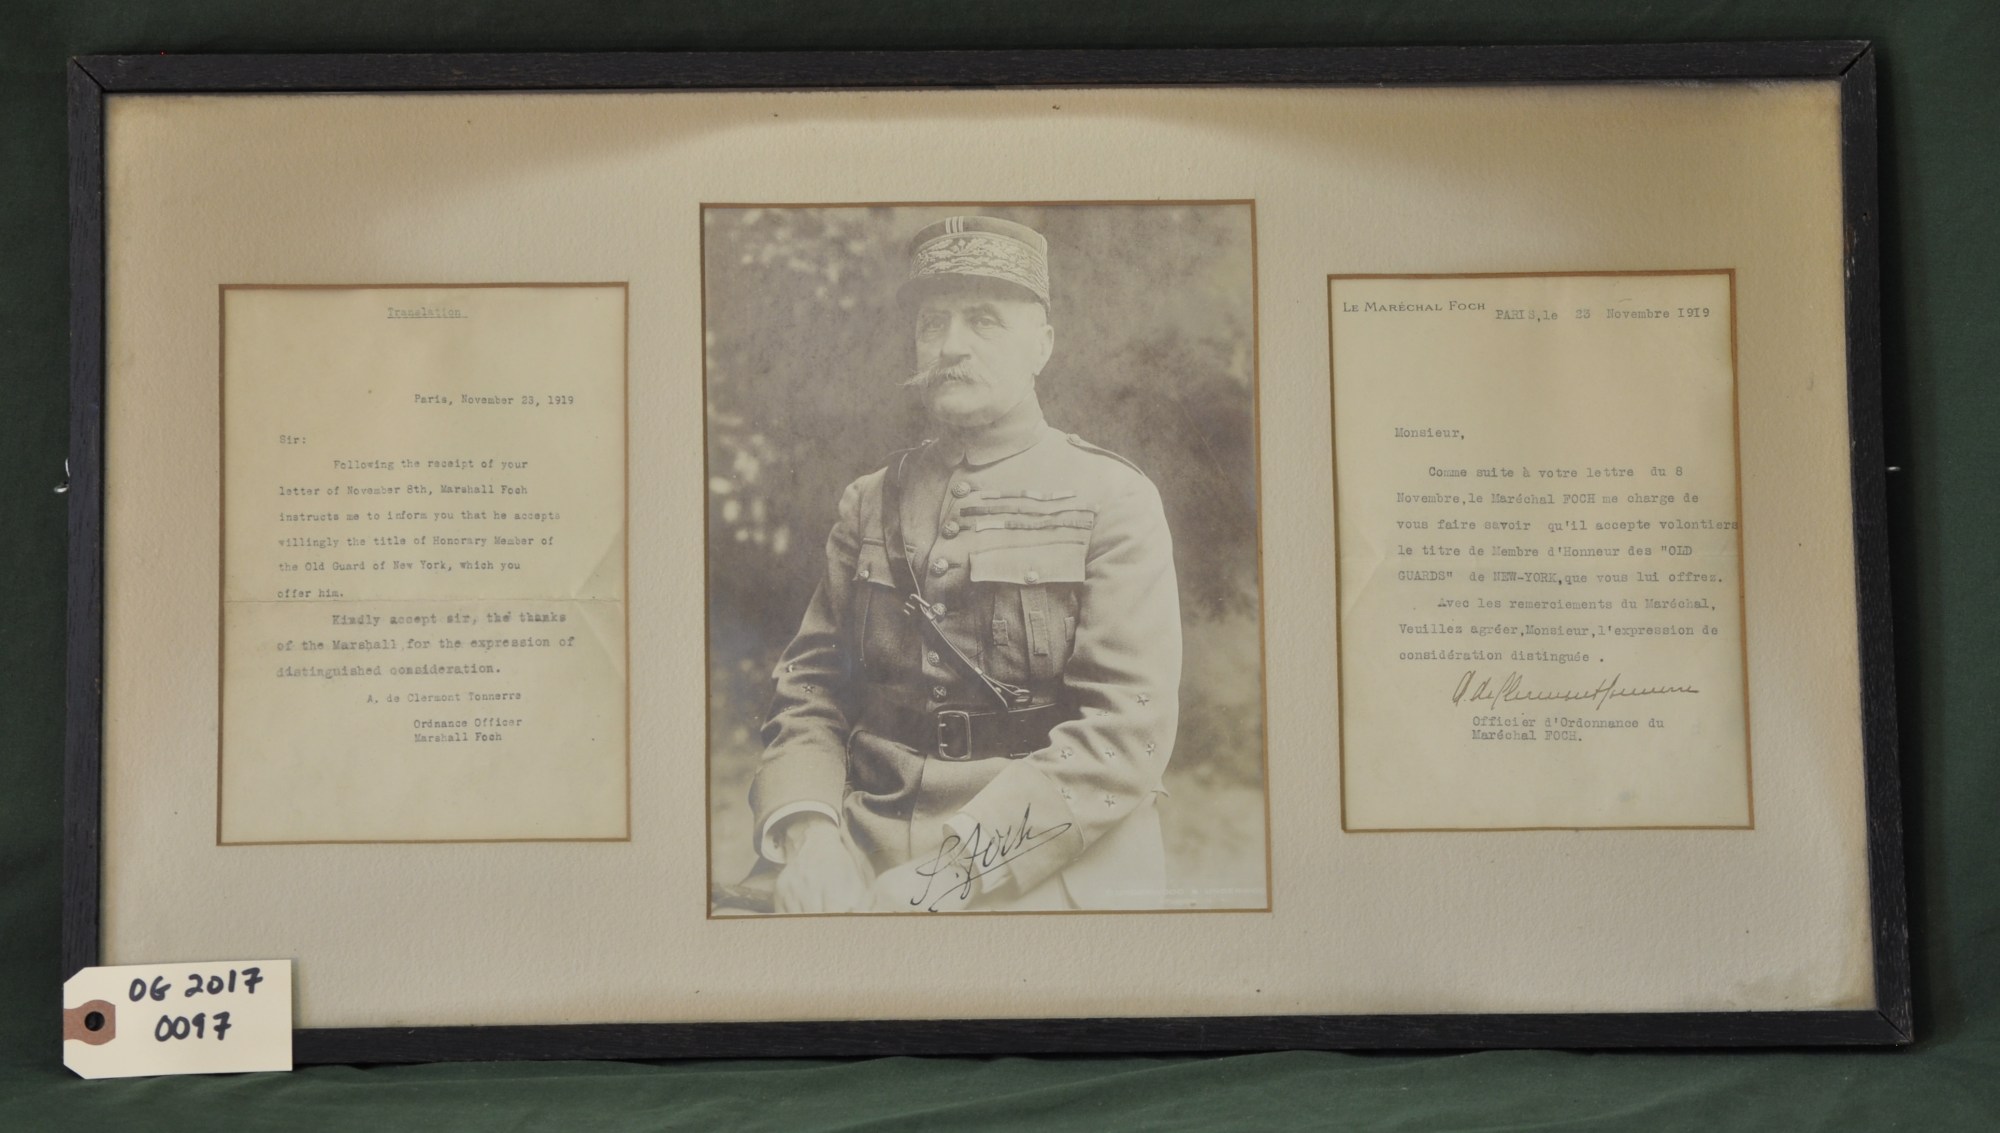 Translation
Paris, November 23, 1919
Sir:
Following the receipt of your
letter of November 8th, Marshall Foch
instructs me to inform you that he accepts
willingly the title of Honorary Member of
the Old Guard of New York, which you
offer him.
Kindly accept sir, the thanks
of the Marshall, for the expression of
distinguished consideration.
A. de Clermont Tonnerre
Ordnance Officer
Marshall Foch
F. Foch
LE MARÉCHAL FOCH
PARIS,le 23 Novembre 1919
Monsieur,
Comme suite à votre lettre du 8
Novembre,le Maréchal FOCH me charge de
vous faire savoir qu'il accepte volontiers
le titre de Membre d'Honneur des "OLD
GUARDS" de NEW-YORK,que vous lui offrez.
Avec les remerciements du Maréchal,
Veuilles agréer,Monsieur,l'expression de
considération distinguée .
A. de Clermont Tonnerre
Officier d'Ordonnance du
Maréchal FOCH.
OG 2017
0097